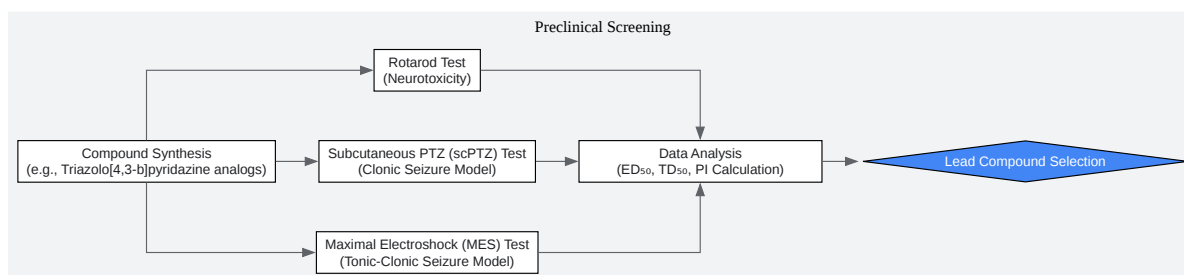 Preclinical Screening
Rotarod Test
(Neurotoxicity)
Compound Synthesis
(e.g., Triazolo[4,3-b]pyridazine analogs)
Subcutaneous PTZ (scPTZ) Test
(Clonic Seizure Model)
Data Analysis
(ED₅₀, TD₅₀, PI Calculation)
Lead Compound Selection
Maximal Electroshock (MES) Test
(Tonic-Clonic Seizure Model)